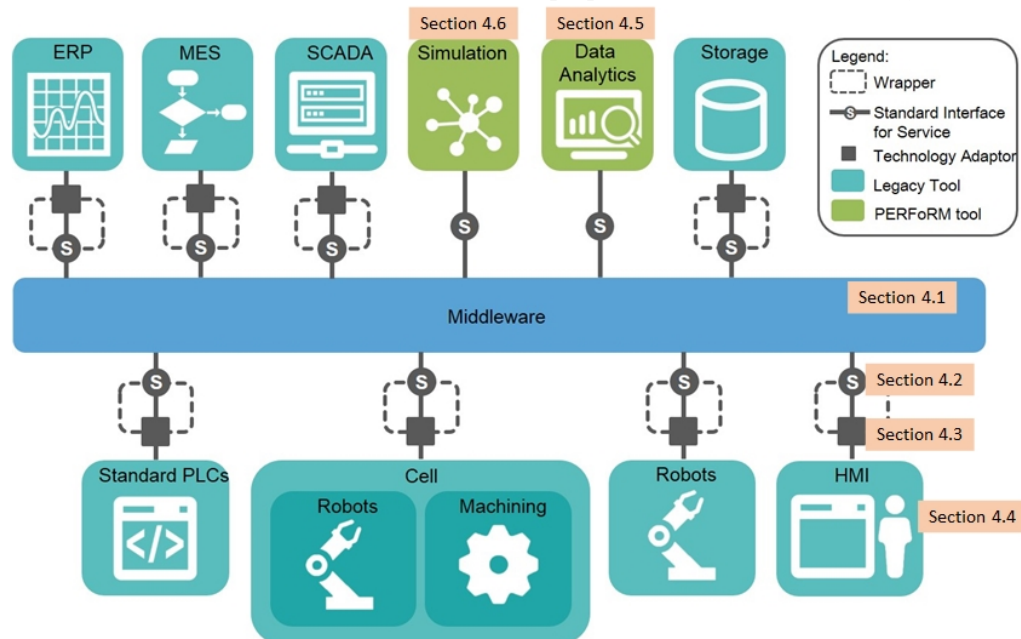 Section 4.6
Section 4.5
ERP
MES
SCADA
Simulation
Data
Analytics
Storage
Legend:
Wrapper
S
Standard Interface
for Service
Technology Adaptor
Legacy Tool
PERFoRM tool
S
S
S
S
S
S
Section 4.1
Middleware
S
S
S
S
Section 4.2
Section 4.3
Standard PLCs
Cell
Robots
HMI
Robots
Machining
</>
Section 4.4